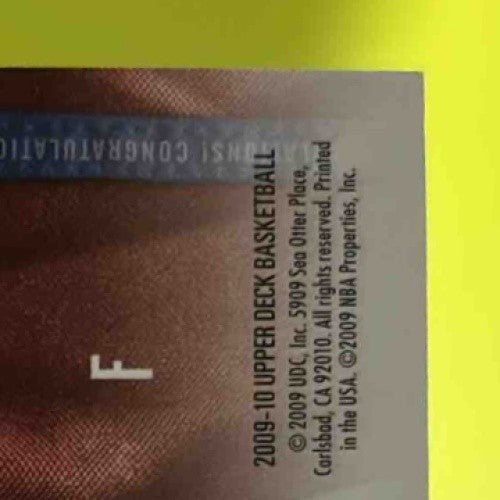 LATIONS! CONGRATULATIO
F
2009-10 UPPER DECK BASKETBALL
© 2009 UDC, Inc. 5909 Sea Otter Place,
Carlsbad, CA 92010. All rights reserved. Printed
in the USA. ©2009 NBA Properties, Inc.